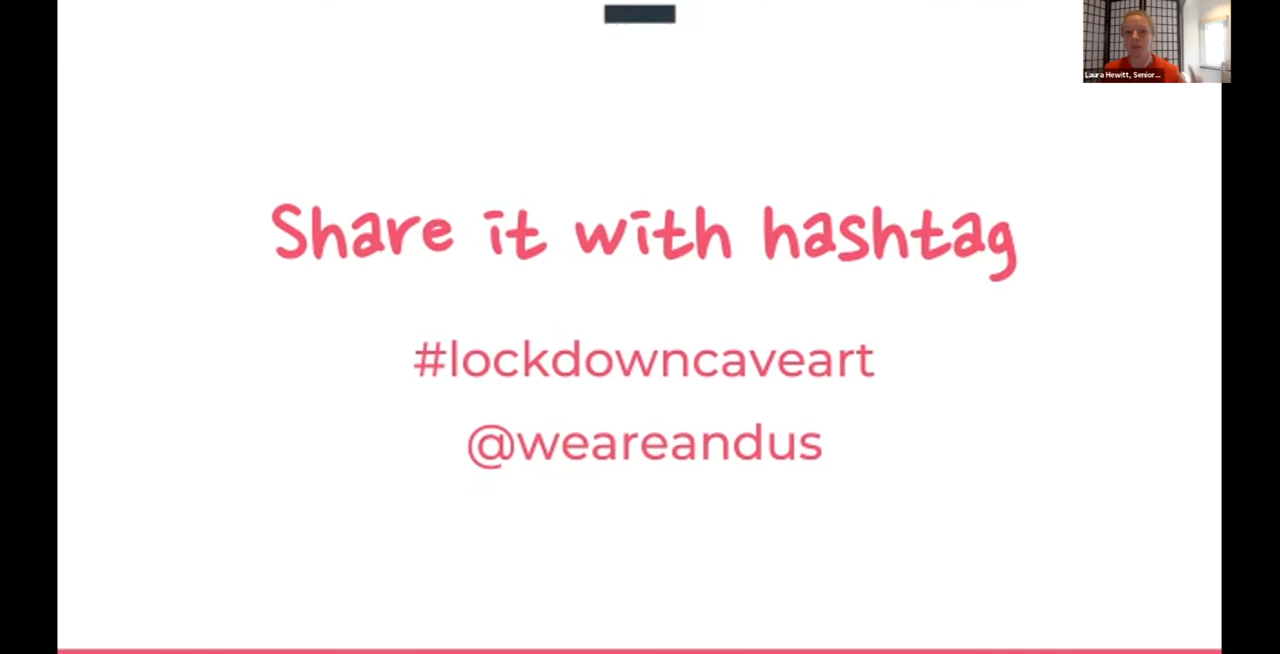 Laura Hewitt, Senior...
Share it with hashtag
#lockdowncaveart
@weareandus